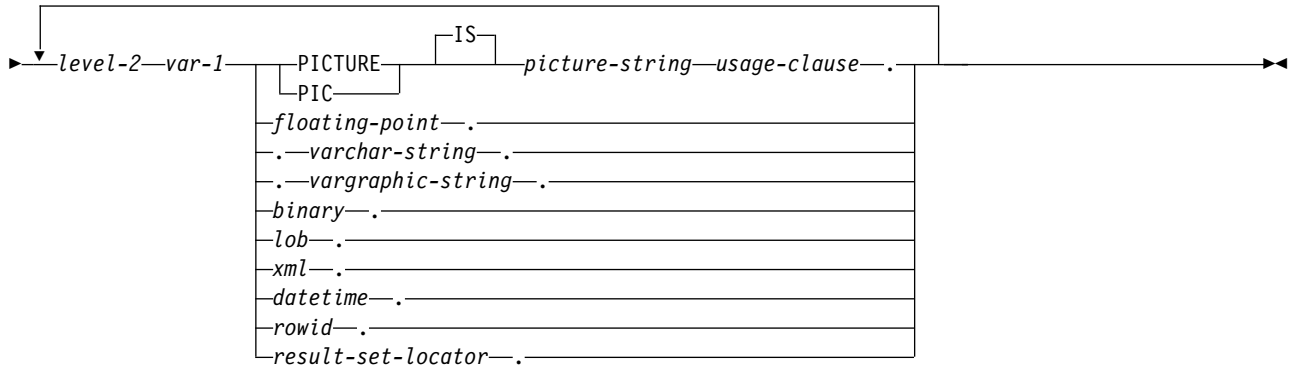 IS
level-2 var-1 PICTURE picture-string usage-clause .
PIC
floating-point .
. varchar-string .
. vargraphic-string .
binary .
lob .
xml .
datetime .
rowid .
result-set-locator .